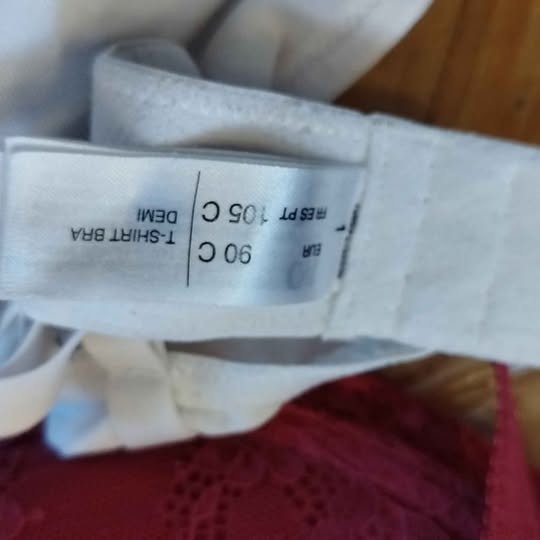 EUR 90 C
FR ES PT 105 C
T-SHIRT BRA
DEMI